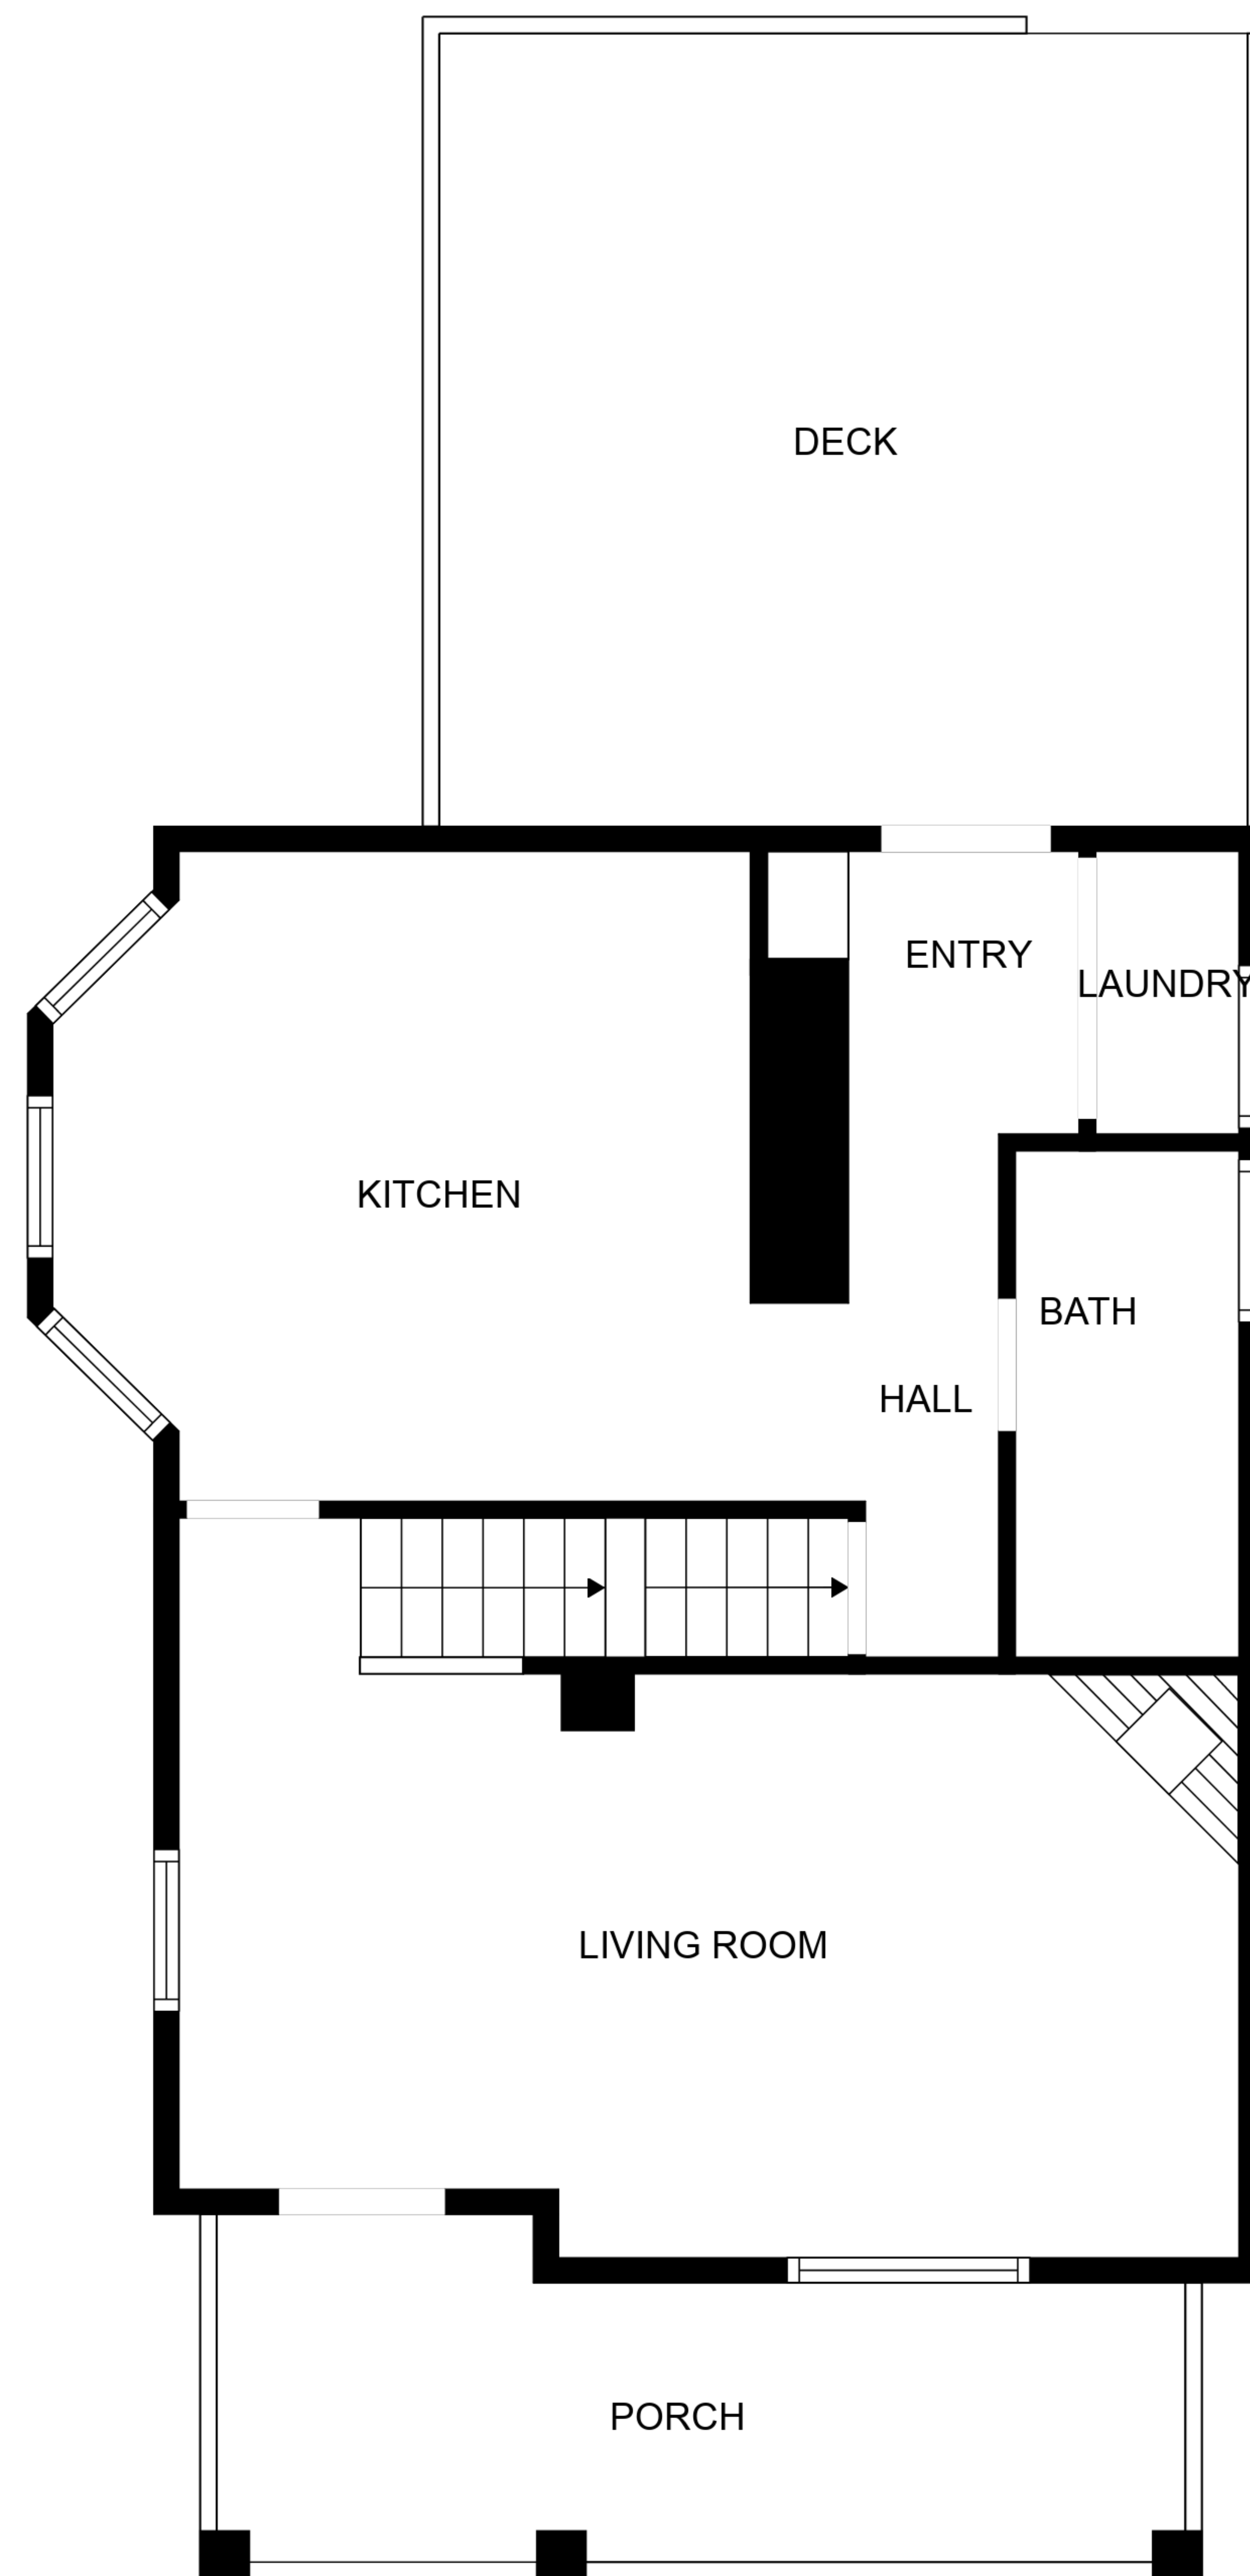 DECK
ENTRY
LAUNDRY
KITCHEN
BATH
HALL
LIVING ROOM
PORCH